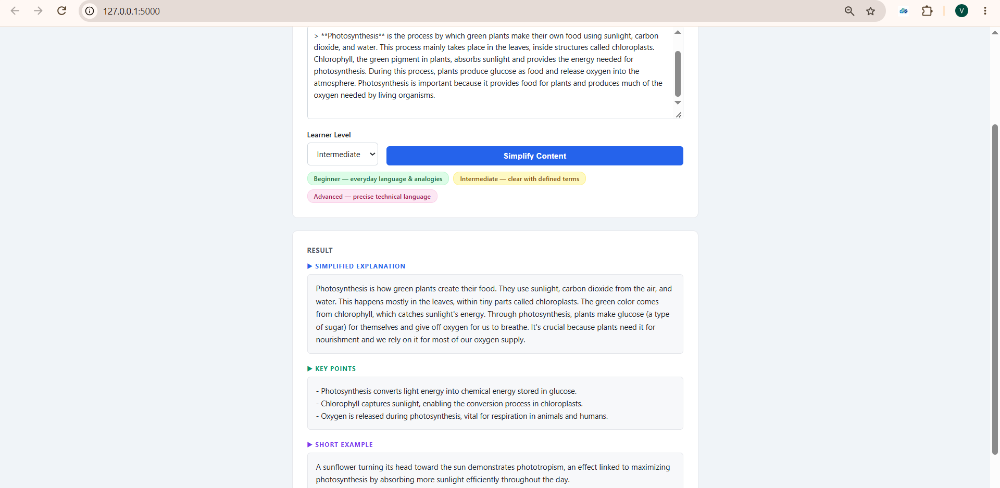 127.0.0.1:5000
V
> **Photosynthesis** is the process by which green plants make their own food using sunlight, carbon
dioxide, and water. This process mainly takes place in the leaves, inside structures called chloroplasts.
Chlorophyll, the green pigment in plants, absorbs sunlight and provides the energy needed for
photosynthesis. During this process, plants produce glucose as food and release oxygen into the
atmosphere. Photosynthesis is important because it provides food for plants and produces much of the
oxygen needed by living organisms.
Learner Level
Intermediate
Simplify Content
Beginner — everyday language & analogies
Intermediate — clear with defined terms
Advanced — precise technical language
RESULT
▶ SIMPLIFIED EXPLANATION
Photosynthesis is how green plants create their food. They use sunlight, carbon dioxide from the air, and
water. This happens mostly in the leaves, within tiny parts called chloroplasts. The green color comes
from chlorophyll, which catches sunlight's energy. Through photosynthesis, plants make glucose (a type
of sugar) for themselves and give off oxygen for us to breathe. It's crucial because plants need it for
nourishment and we rely on it for most of our oxygen supply.
▶ KEY POINTS
- Photosynthesis converts light energy into chemical energy stored in glucose.
- Chlorophyll captures sunlight, enabling the conversion process in chloroplasts.
- Oxygen is released during photosynthesis, vital for respiration in animals and humans.
▶ SHORT EXAMPLE
A sunflower turning its head toward the sun demonstrates phototropism, an effect linked to maximizing
photosynthesis by absorbing more sunlight efficiently throughout the day.